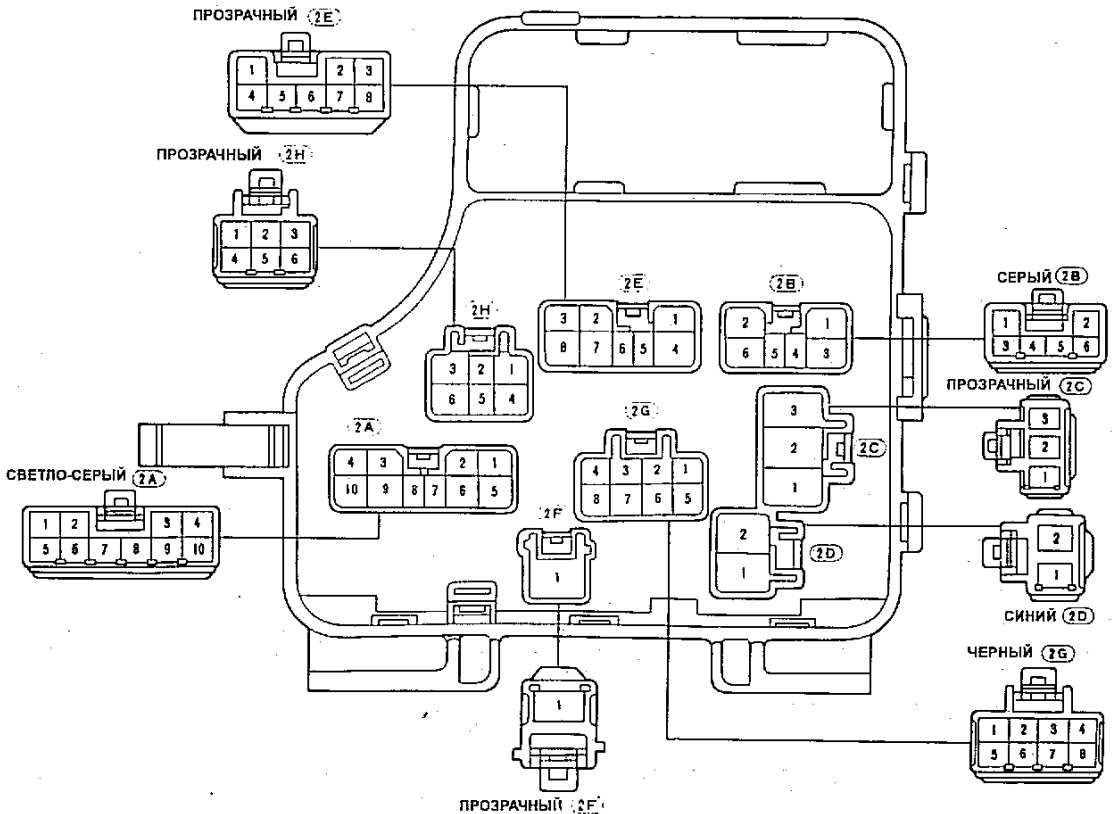 ПРОЗРАЧНЫЙ 2E
1 2 3
4 5 6 7 8
ПРОЗРАЧНЫЙ 2H
1 2 3
4 5 6
2H
3 2 1
6 5 4
2E
3 2 1
8 7 6 5 4
2B
2 1
6 5 4 3
СЕРЫЙ 2B
1 2
3 4 5 6
ПРОЗРАЧНЫЙ 2C
3
2
1
2A
4 3 2 1
10 9 8 7 6 5
2G
4 3 2 1
8 7 6 5
3
2
1
2C
СВЕТЛО-СЕРЫЙ 2A
1 2 3 4
5 6 7 8 9 10
2F
1
2
1
2D
2
1
СИНИЙ 2D
ЧЕРНЫЙ 2G
1 2 3 4
5 6 7 8
1
ПРОЗРАЧНЫЙ 2F